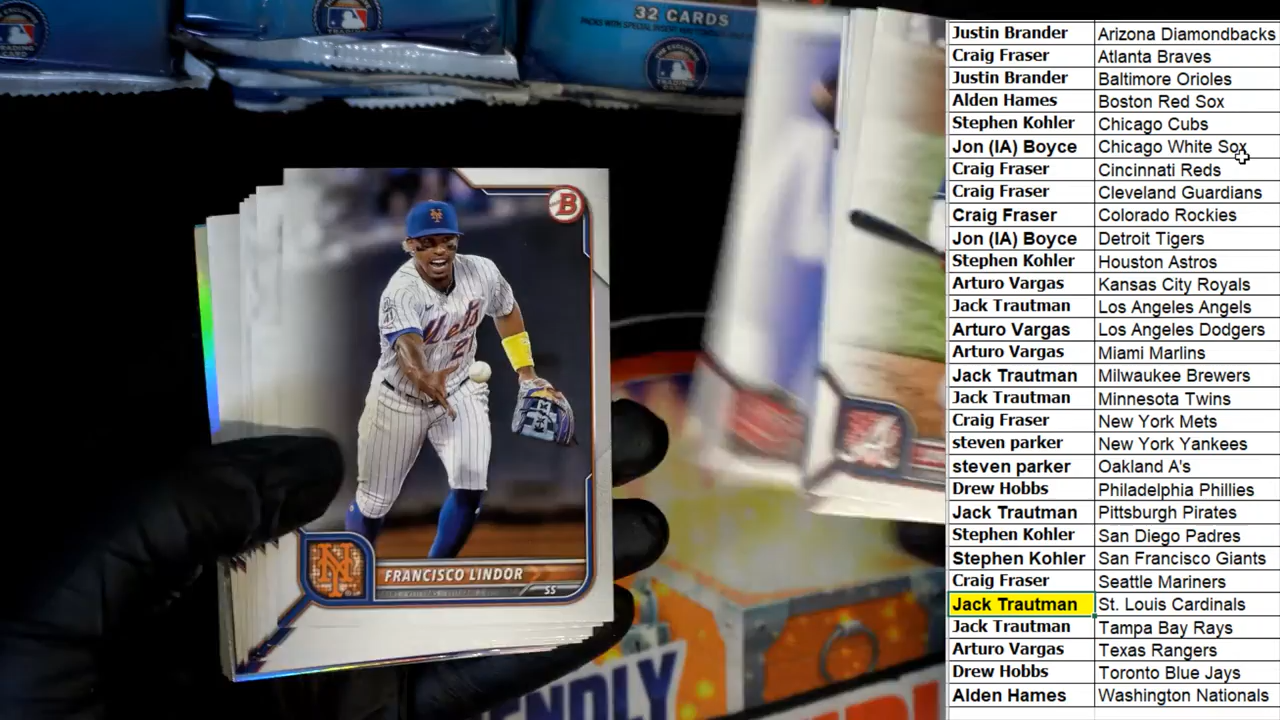 32 CARDS
B
Mets
NY
FRANCISCO LINDOR
SS
Justin Brander Arizona Diamondbacks
Craig Fraser Atlanta Braves
Justin Brander Baltimore Orioles
Alden Hames Boston Red Sox
Stephen Kohler Chicago Cubs
Jon (IA) Boyce Chicago White Sox
Craig Fraser Cincinnati Reds
Craig Fraser Cleveland Guardians
Craig Fraser Colorado Rockies
Jon (IA) Boyce Detroit Tigers
Stephen Kohler Houston Astros
Arturo Vargas Kansas City Royals
Jack Trautman Los Angeles Angels
Arturo Vargas Los Angeles Dodgers
Arturo Vargas Miami Marlins
Jack Trautman Milwaukee Brewers
Jack Trautman Minnesota Twins
Craig Fraser New York Mets
steven parker New York Yankees
steven parker Oakland A's
Drew Hobbs Philadelphia Phillies
Jack Trautman Pittsburgh Pirates
Stephen Kohler San Diego Padres
Stephen Kohler San Francisco Giants
Craig Fraser Seattle Mariners
Jack Trautman St. Louis Cardinals
Jack Trautman Tampa Bay Rays
Arturo Vargas Texas Rangers
Drew Hobbs Toronto Blue Jays
Alden Hames Washington Nationals